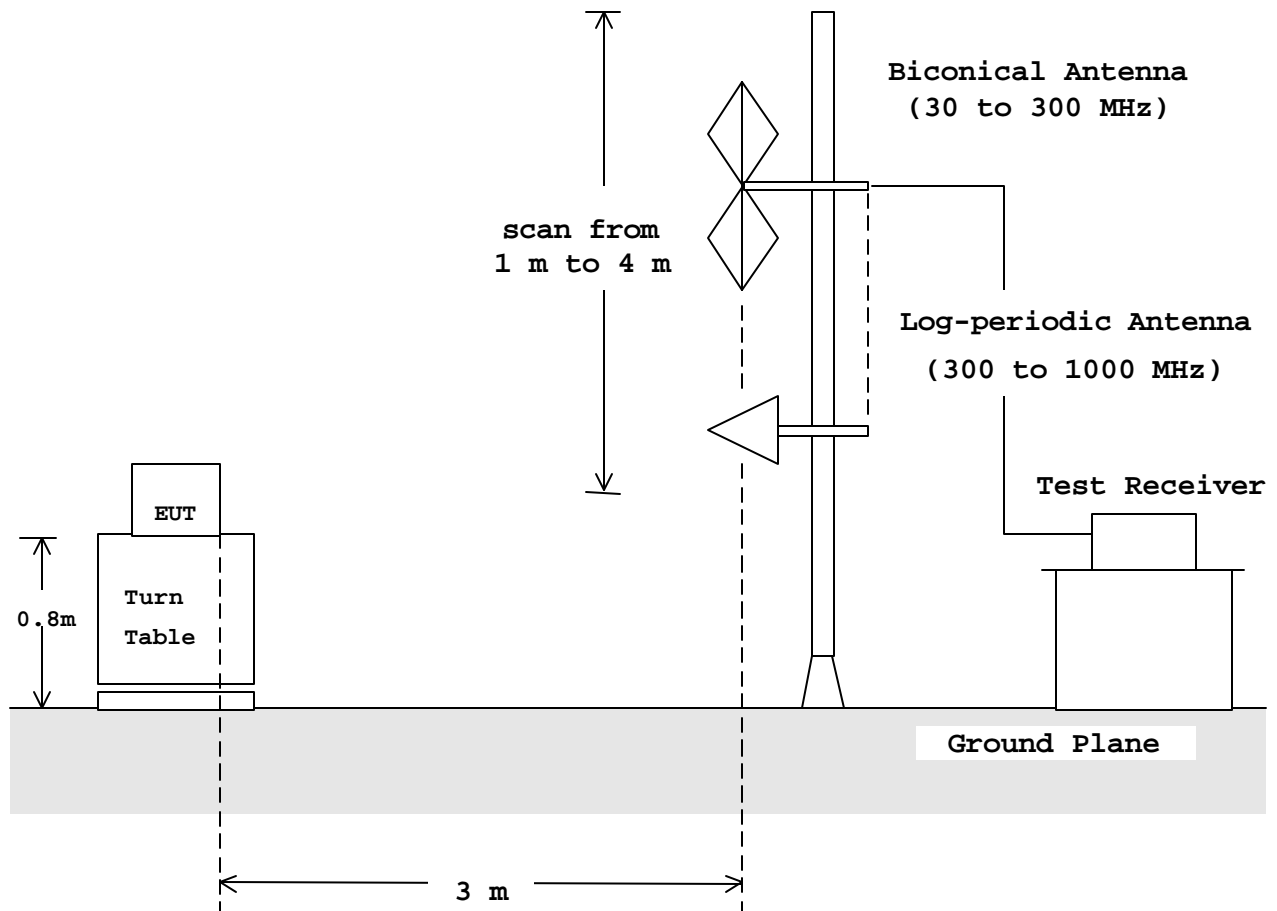 Biconical Antenna
(30 to 300 MHz)
scan from
1 m to 4 m
Log-periodic Antenna
(300 to 1000 MHz)
Test Receiver
EUT
Turn
Table
0.8m
Ground Plane
3 m